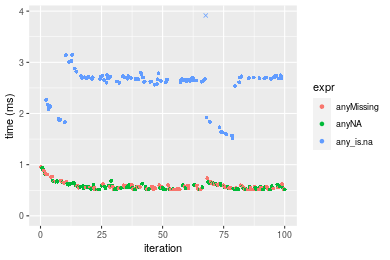 4
3
2
1
0
time (ms)
0
25
50
75
100
iteration
expr
anyMissing
anyNA
any_is.na